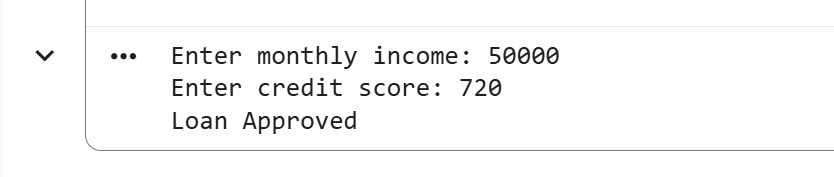 Enter monthly income: 50000
Enter credit score: 720
Loan Approved